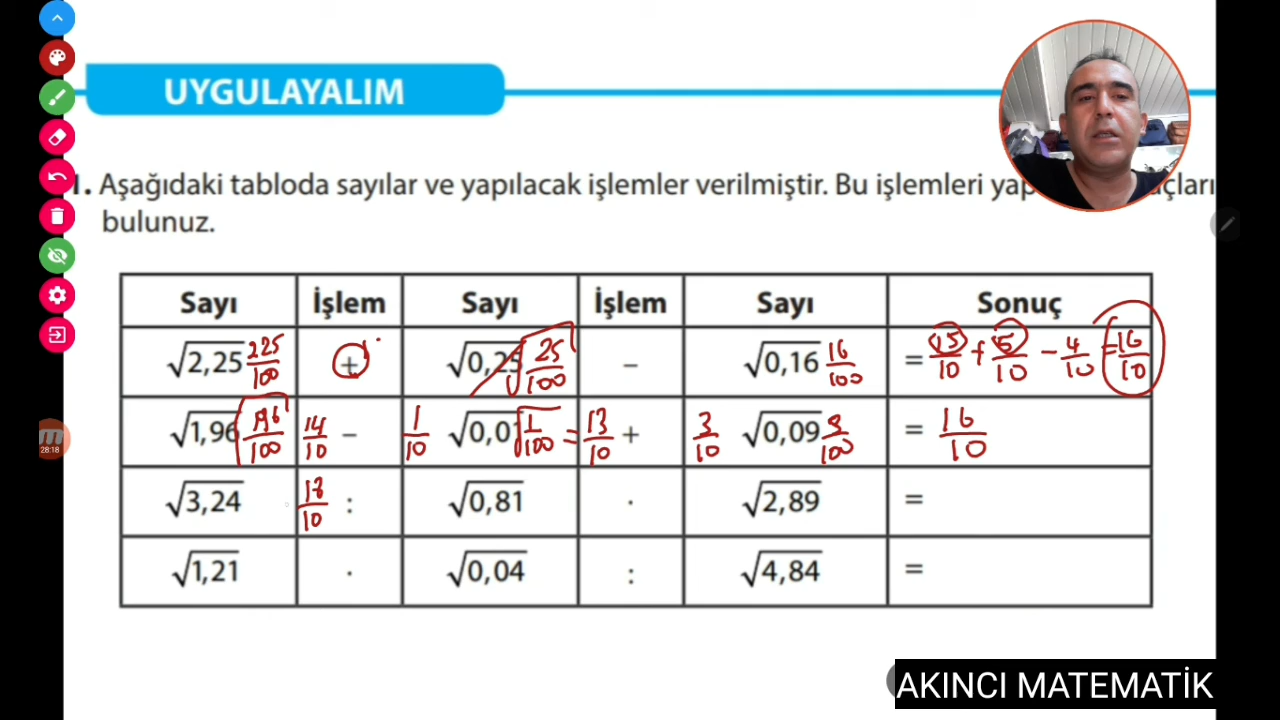 UYGULAYALIM
1. Aşağıdaki tabloda sayılar ve yapılacak işlemler verilmiştir. Bu işlemleri yap çları
bulunuz.
Sayı İşlem Sayı İşlem Sayı Sonuç
√2,25 225/100 + √0,25 √25/100 – √0,16 16/100 = 15/10 + 5/10 – 4/10 = 16/10
√1,96 196/100 14/10 – 1/10 √0,01 √1/100 = 13/10 + 3/10 √0,09 9/100 = 16/10
√3,24 18/10 : √0,81 · √2,89 =
√1,21 · √0,04 : √4,84 =
28:18
AKINCI MATEMATİK